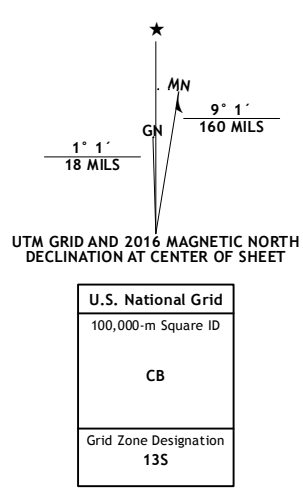 MN
9° 1´
160 MILS
GN
1° 1´
18 MILS
UTM GRID AND 2016 MAGNETIC NORTH
DECLINATION AT CENTER OF SHEET
U.S. National Grid
100,000-m Square ID
CB
Grid Zone Designation
13S